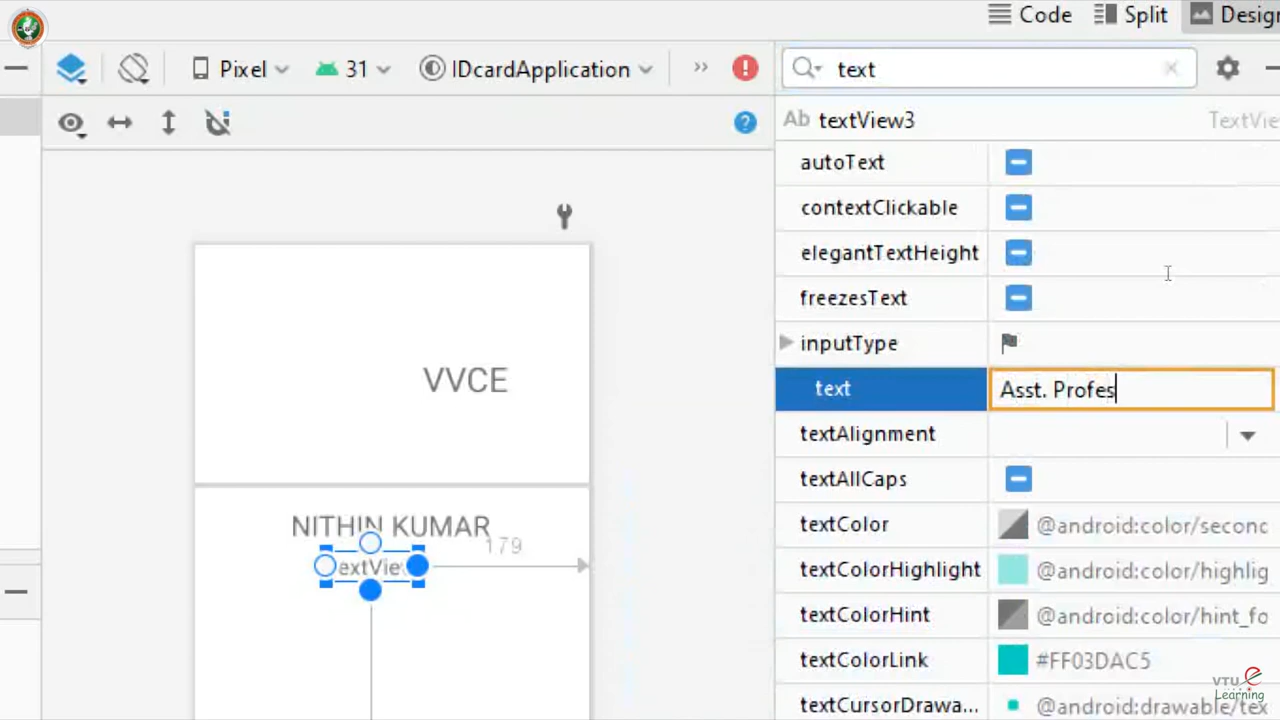 Code Split Design
Pixel 31 IDcardApplication text
Ab textView3
autoText
contextClickable
elegantTextHeight
freezesText
inputType
text Asst. Profes
textAlignment
textAllCaps
textColor @android:color/second
textColorHighlight @android:color/highlig
textColorHint @android:color/hint_fo
textColorLink #FF03DAC5
textCursorDrawa... @android:drawable/tex
VVCE
NITHIN KUMAR
179
extVie
VTU e
Learning